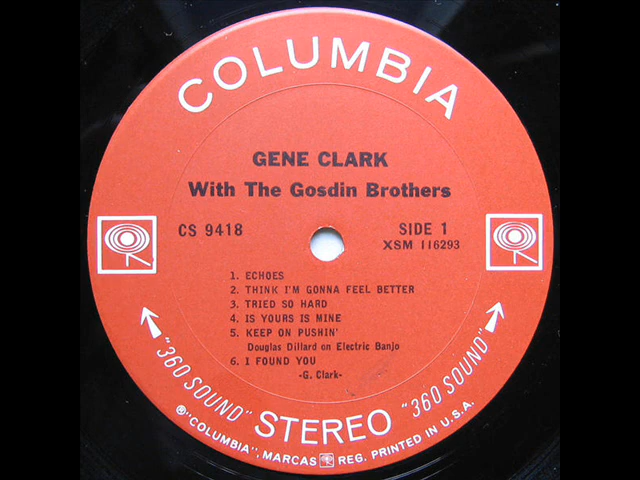 COLUMBIA
GENE CLARK
With The Gosdin Brothers
CS 9418
SIDE 1
XSM 116293
1. ECHOES
2. THINK I'M GONNA FEEL BETTER
3. TRIED SO HARD
4. IS YOURS IS MINE
5. KEEP ON PUSHIN'
Douglas Dillard on Electric Banjo
6. I FOUND YOU
-G. Clark-
"360 SOUND" STEREO "360 SOUND"
®"COLUMBIA", MARCAS REG. PRINTED IN U.S.A.